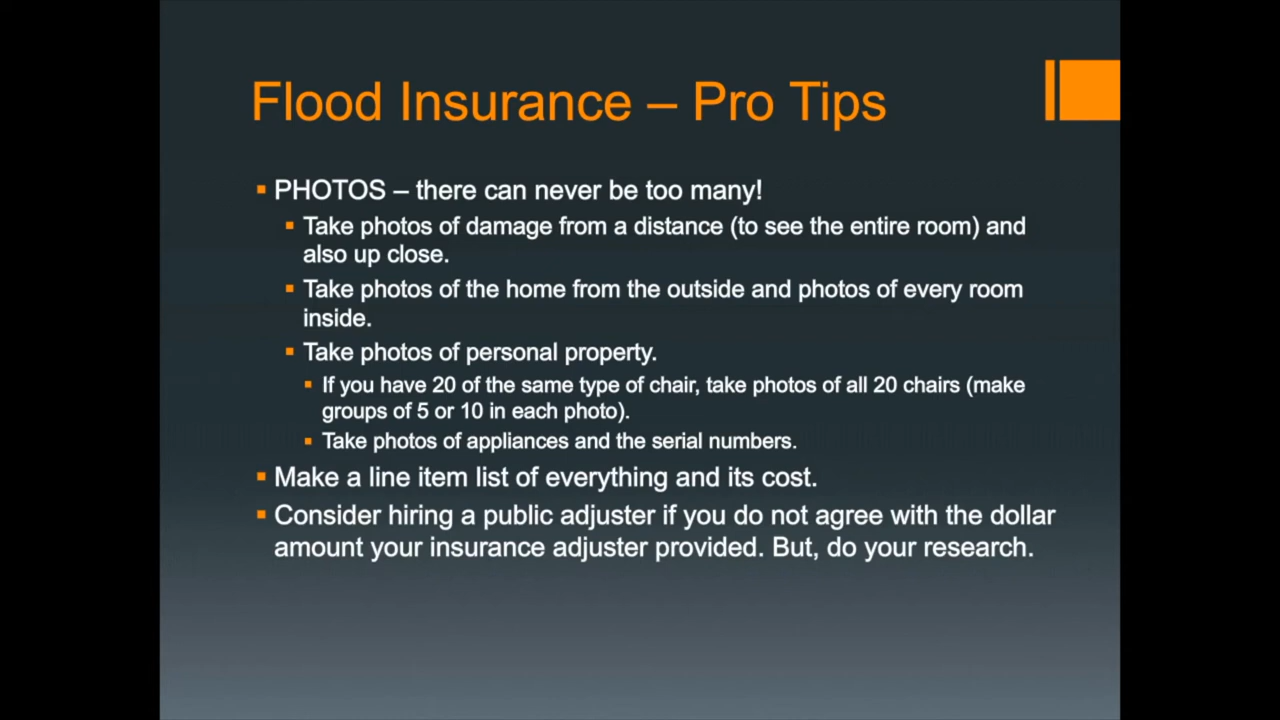 Flood Insurance – Pro Tips
▪ PHOTOS – there can never be too many!
▪ Take photos of damage from a distance (to see the entire room) and
also up close.
▪ Take photos of the home from the outside and photos of every room
inside.
▪ Take photos of personal property.
▪ If you have 20 of the same type of chair, take photos of all 20 chairs (make
groups of 5 or 10 in each photo).
▪ Take photos of appliances and the serial numbers.
▪ Make a line item list of everything and its cost.
▪ Consider hiring a public adjuster if you do not agree with the dollar
amount your insurance adjuster provided. But, do your research.